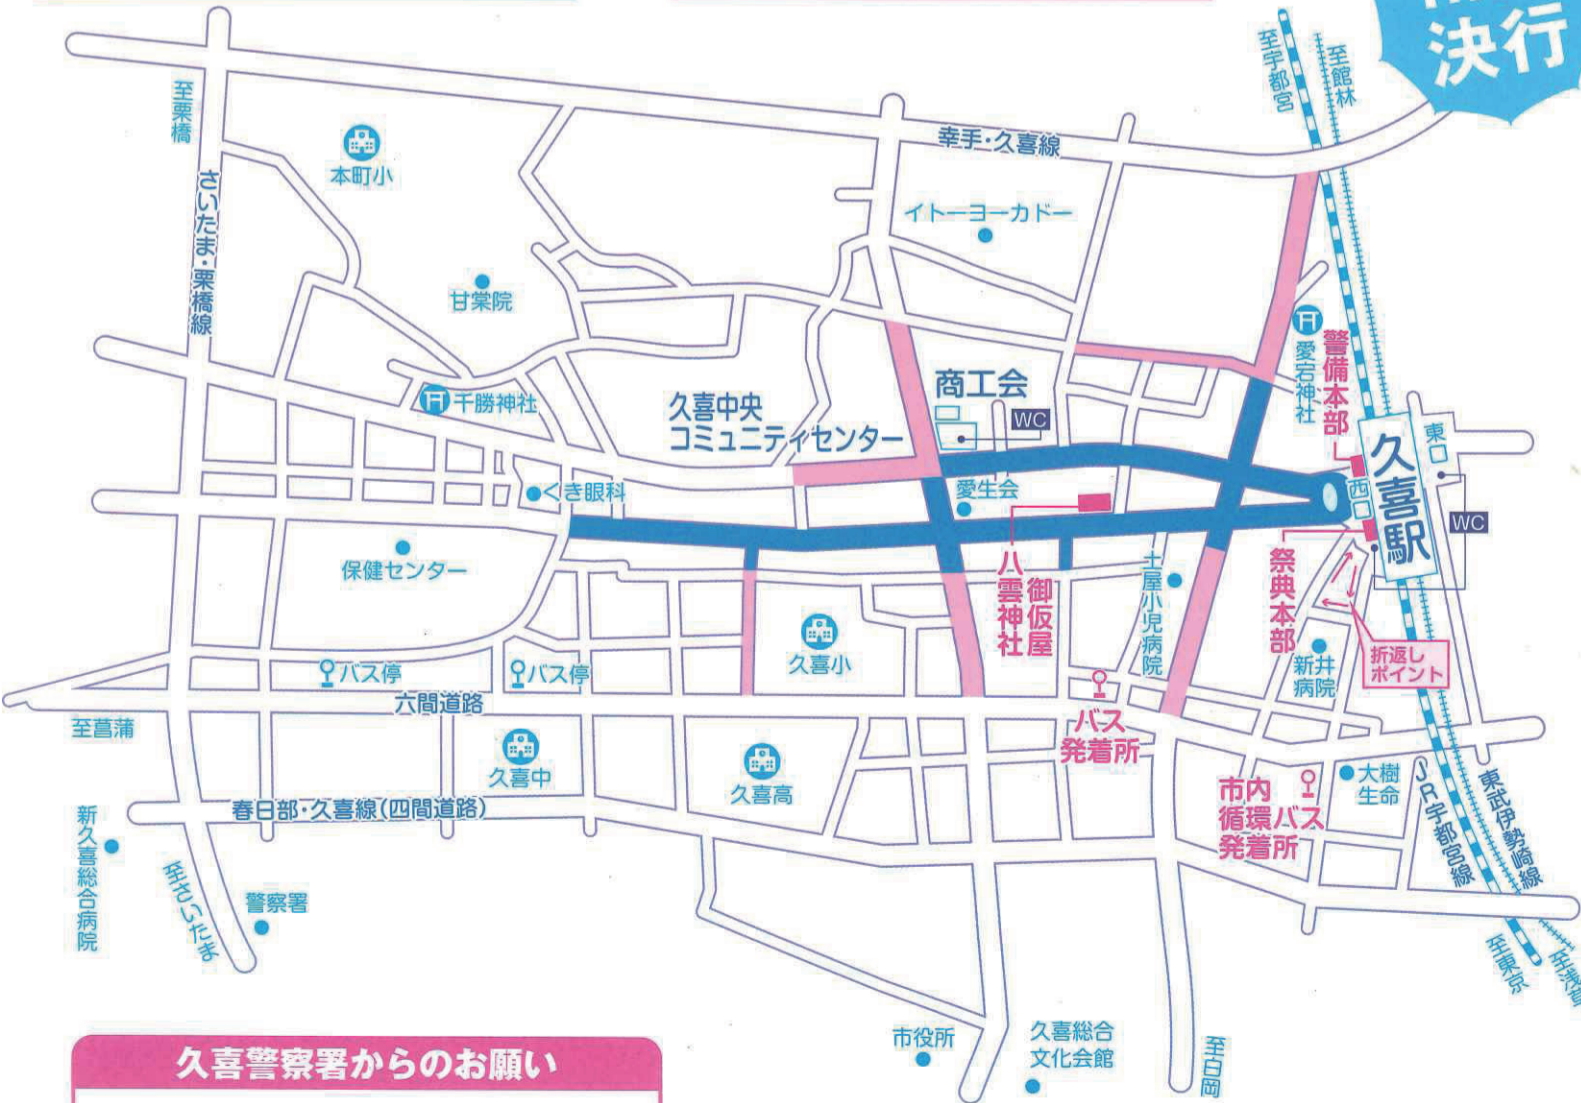 決行
至宇都宮
至館林
至栗橋
本町小
幸手・久喜線
さいたま・栗橋線
イトーヨーカドー
甘棠院
愛宕神社
警備本部
千勝神社
久喜中央
コミュニティセンター
商工会
WC
久喜駅
東口
西口
くき眼科
愛生会
WC
保健センター
八雲神社
御仮屋
土屋小児病院
祭典本部
久喜小
新井
病院
折返し
ポイント
バス停
バス停
六間道路
至菖蒲
バス
発着所
久喜中
久喜高
大樹
生命
市内
循環バス
発着所
JR宇都宮線
東武伊勢崎線
春日部・久喜線(四間道路)
新久喜総合病院
至さいたま
警察署
至東京
至浅草
市役所
久喜総合
文化会館
至白岡
久喜警察署からのお願い